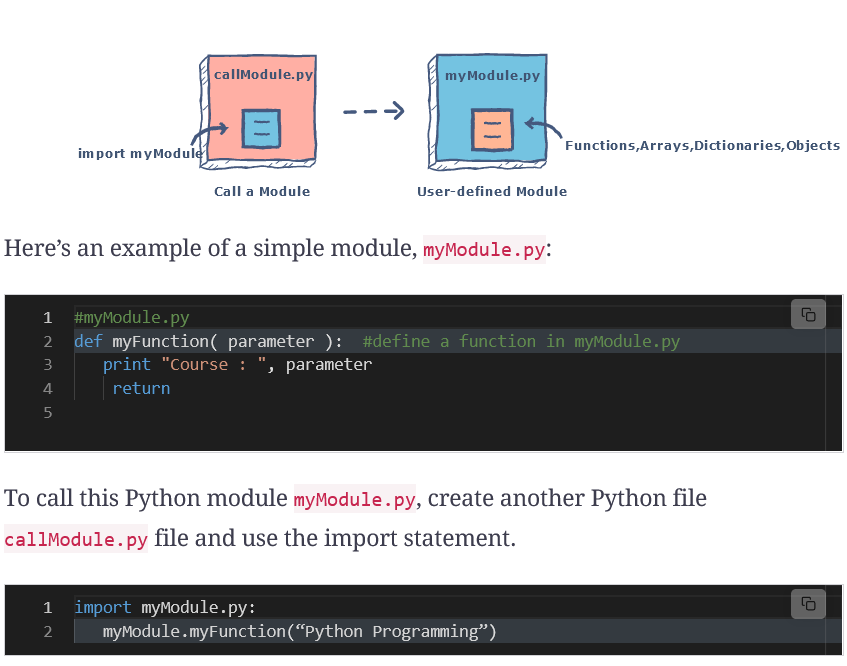 callModule.py
myModule.py
import myModule
Functions,Arrays,Dictionaries,Objects
Call a Module
User-defined Module
Here’s an example of a simple module, myModule.py:
1 #myModule.py
2 def myFunction( parameter ):  #define a function in myModule.py
3    print "Course : ", parameter
4     return
5
To call this Python module myModule.py, create another Python file
callModule.py file and use the import statement.
1 import myModule.py:
2    myModule.myFunction(“Python Programming”)